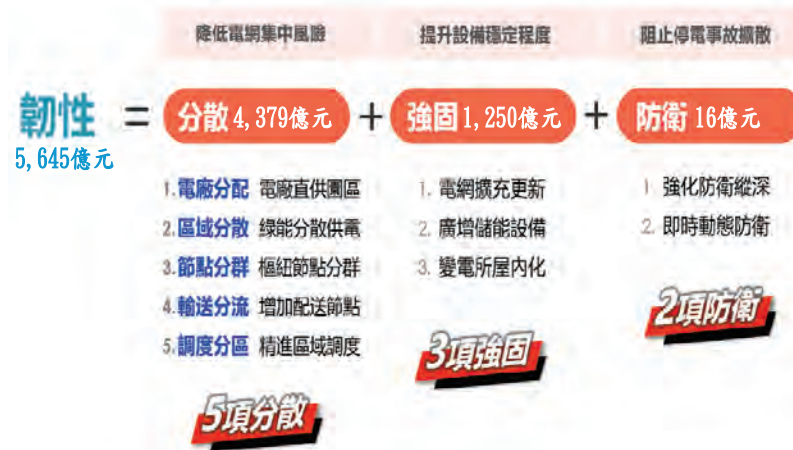 降低電網集中風險
提升設備穩定程度
阻止停電事故擴散
韌性
5,645億元
=
分散 4,379億元
+
強固 1,250億元
+
防衛 16億元
1.電廠分配 電廠直供園區
2.區域分散 綠能分散供電
3.節點分群 樞紐節點分群
4.輸送分流 增加配送節點
5.調度分區 精進區域調度
5項分散
1. 電網擴充更新
2. 廣增儲能設備
3. 變電所屋內化
3項強固
1. 強化防衛縱深
2. 即時動態防衛
2項防衛